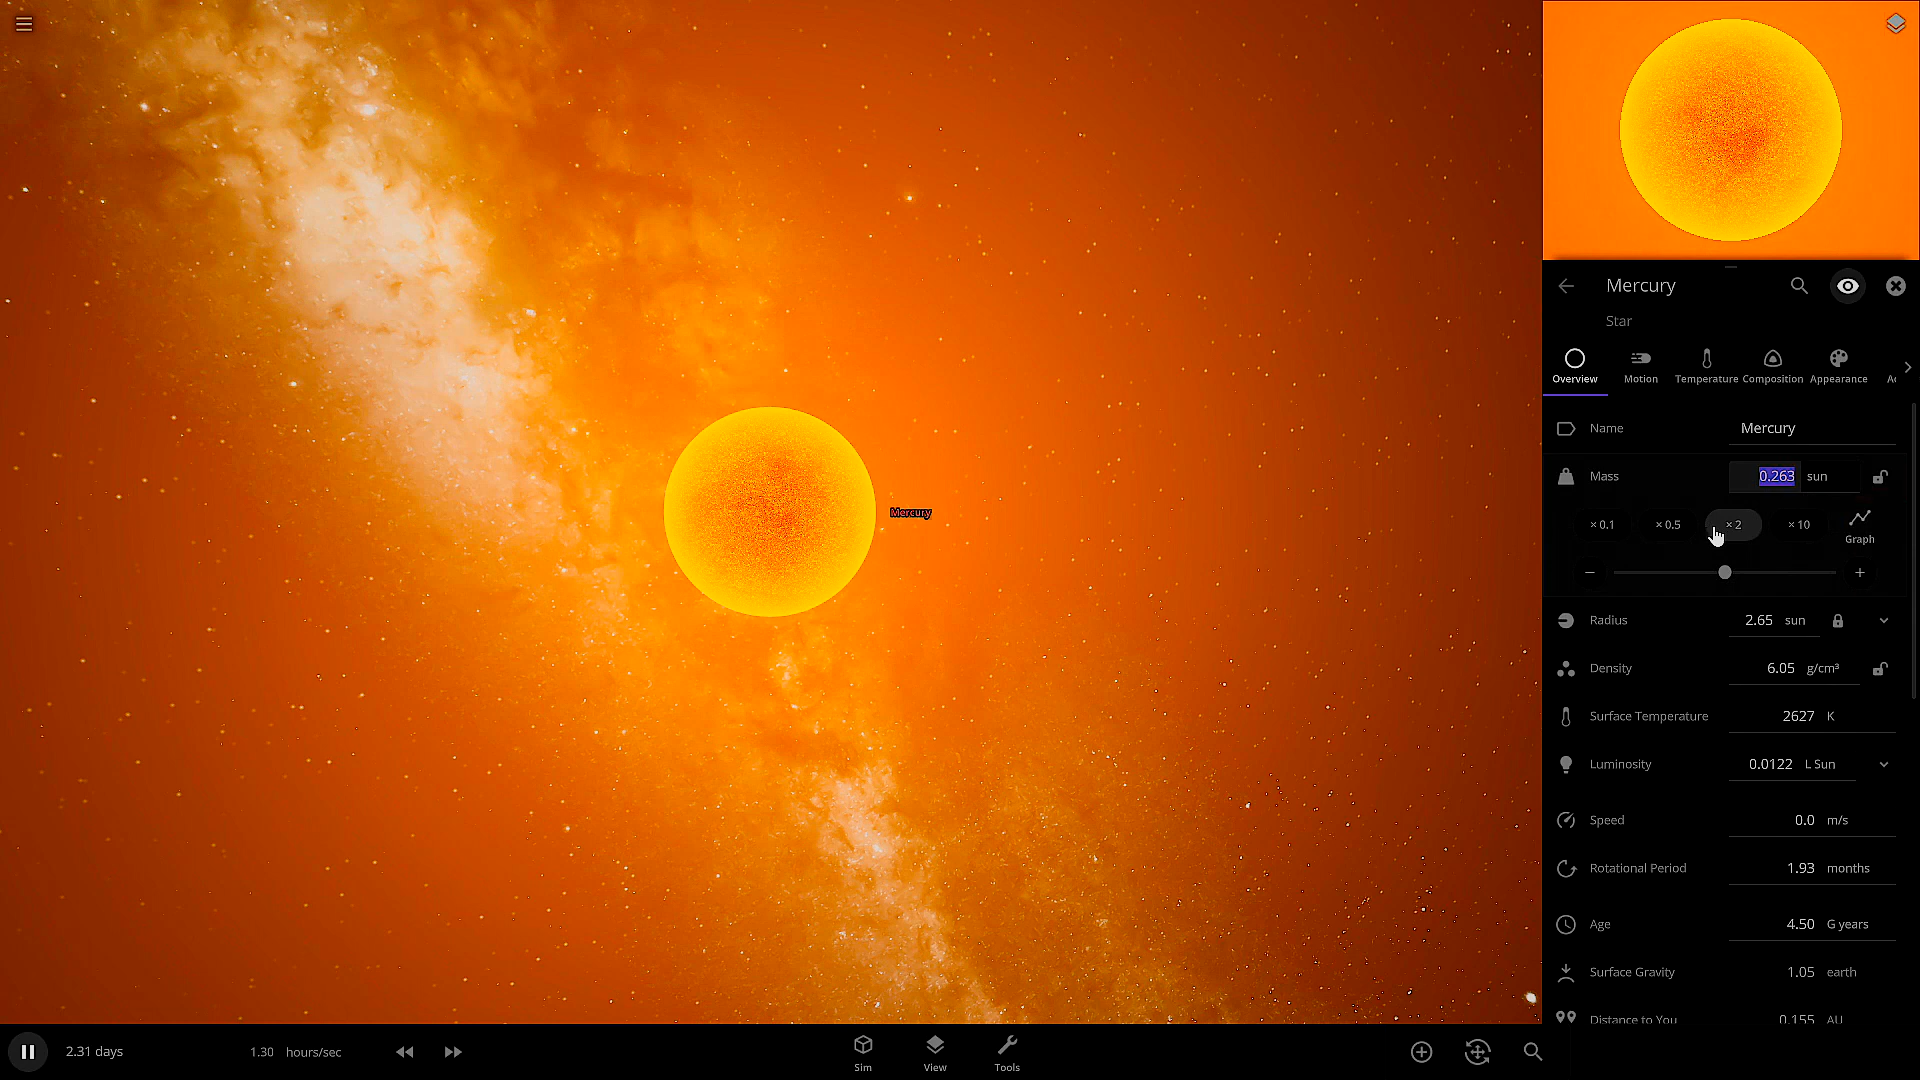 Mercury
Star
Overview
Motion
Temperature
Composition
Appearance
Name
Mercury
Mass
0.263 sun
× 0.1
× 0.5
× 2
× 10
Graph
Radius
2.65 sun
Density
6.05 g/cm³
Surface Temperature
2627 K
Luminosity
0.0122 L Sun
Speed
0.0 m/s
Rotational Period
1.93 months
Age
4.50 G years
Surface Gravity
1.05 earth
Distance to You
0.155 AU
Mercury
2.31 days
1.30 hours/sec
Sim
View
Tools